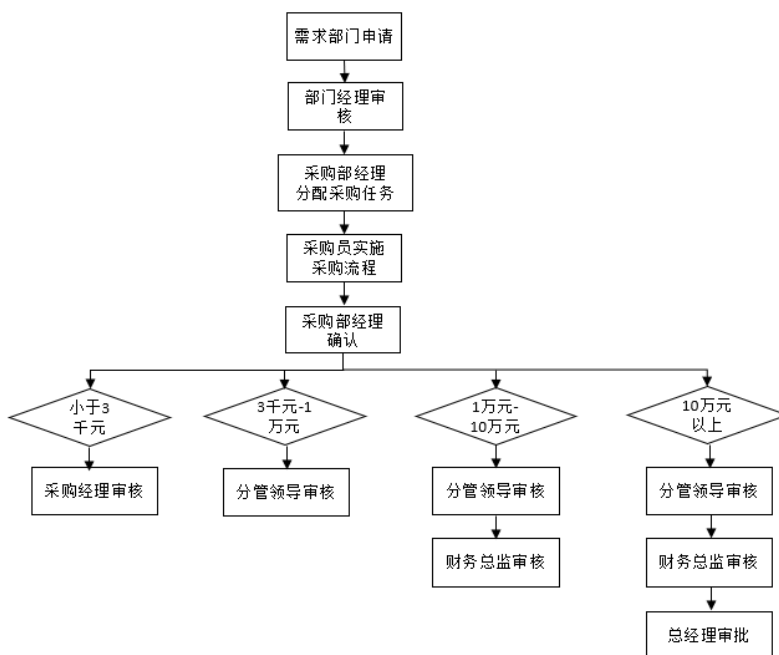 需求部门申请
部门经理审
核
采购部经理
分配采购任务
采购员实施
采购流程
采购部经理
确认
小于3
千元
3千元-1
万元
1万元-
10万元
10万元
以上
采购经理审核
分管领导审核
分管领导审核
分管领导审核
财务总监审核
财务总监审核
总经理审批